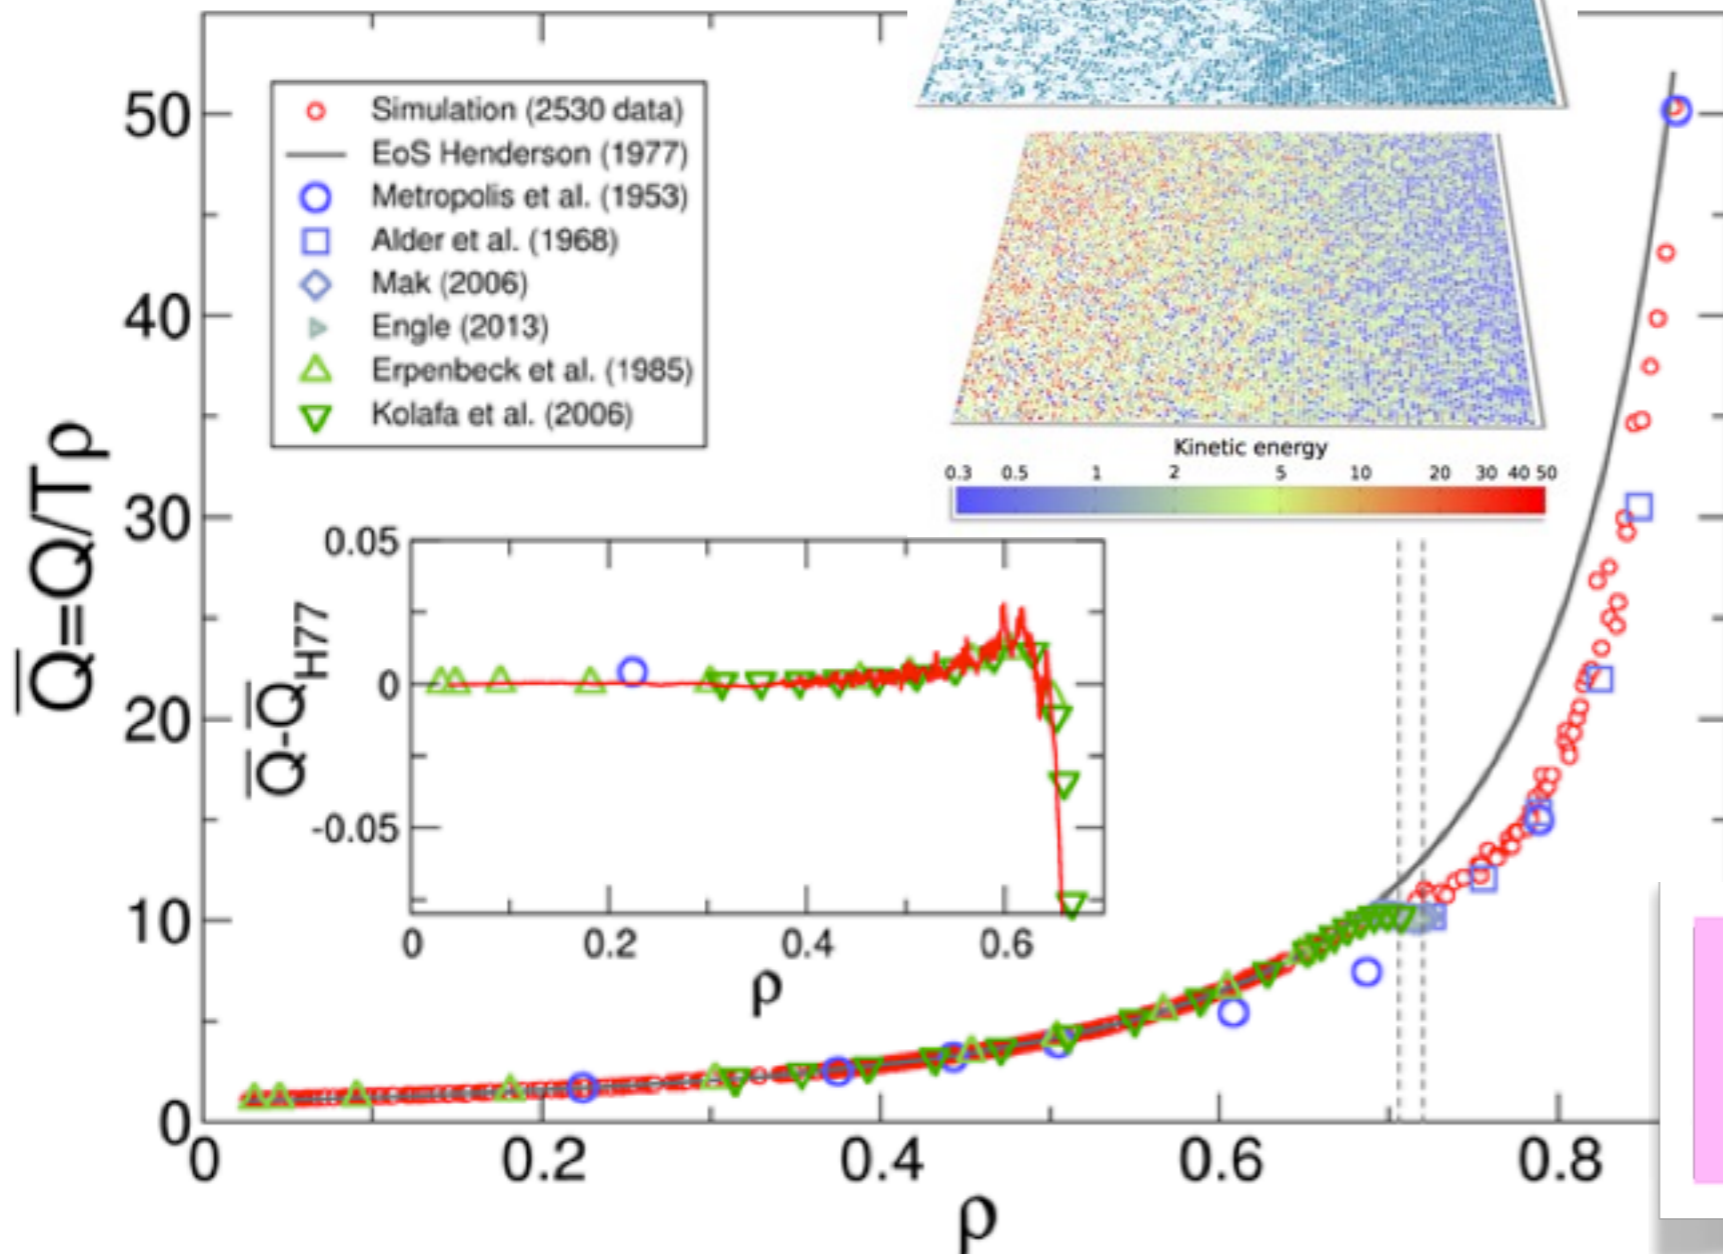 Q̅=Q/T̅ρ
50
40
30
20
10
0
Simulation (2530 data)
EoS Henderson (1977)
Metropolis et al. (1953)
Alder et al. (1968)
Mak (2006)
Engle (2013)
Erpenbeck et al. (1985)
Kolafa et al. (2006)
Kinetic energy
0.3 0.5 1 2 5 10 20 30 40 50
Q̅-Q̅H77
0.05
0
-0.05
0 0.2 0.4 0.6
ρ
0 0.2 0.4 0.6 0.8
ρ